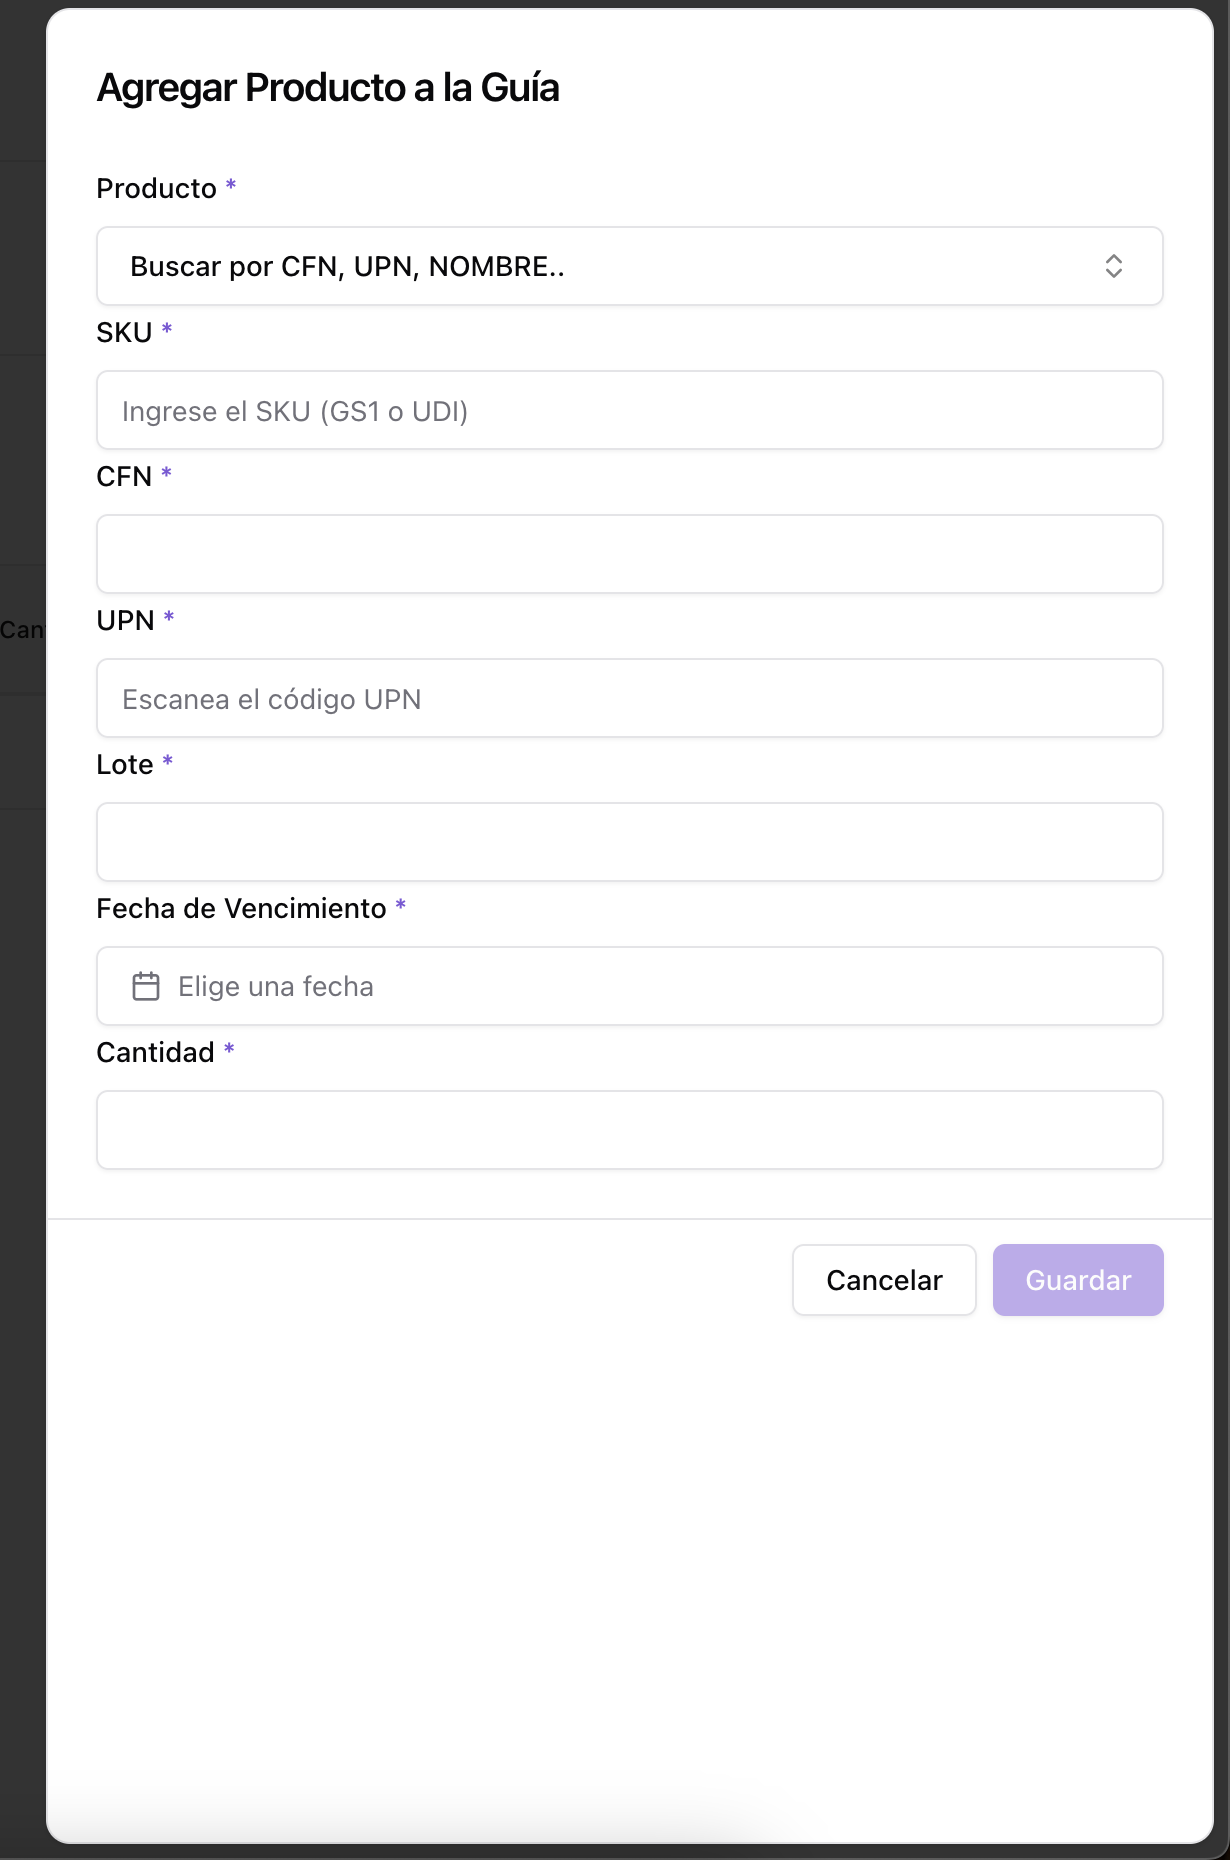 Agregar Producto a la Guía
Producto *
Buscar por CFN, UPN, NOMBRE..
SKU *
Ingrese el SKU (GS1 o UDI)
CFN *
UPN *
Escanea el código UPN
Can
Lote *
Fecha de Vencimiento *
Elige una fecha
Cantidad *
Cancelar
Guardar